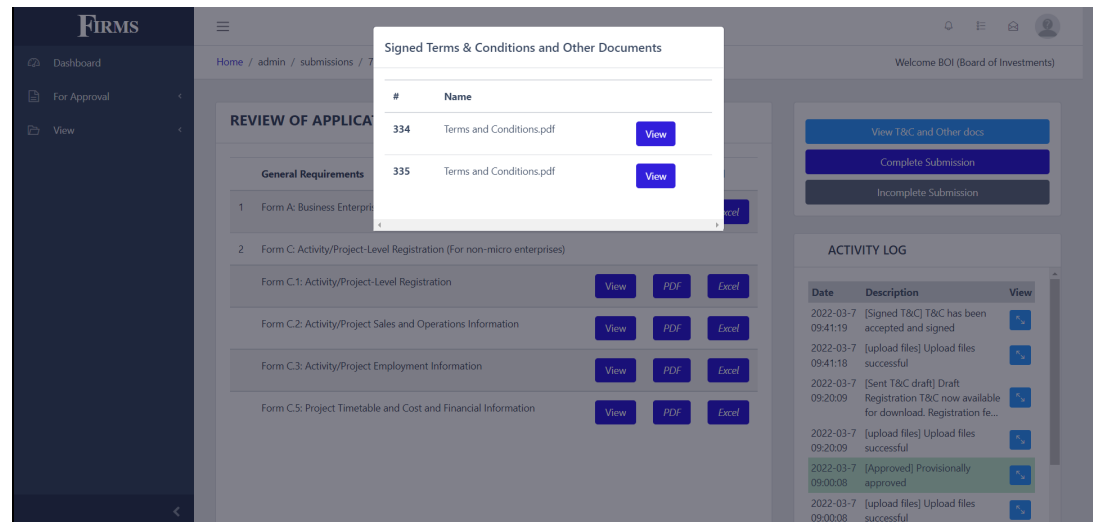 FIRMS
Dashboard
For Approval
View
Home / admin / submissions / 7
Welcome BOI (Board of Investments)
Signed Terms & Conditions and Other Documents
# Name
334 Terms and Conditions.pdf View
335 Terms and Conditions.pdf View
REVIEW OF APPLICA
General Requirements
1 Form A: Business Enterpris
xcel
2 Form C: Activity/Project-Level Registration (For non-micro enterprises)
Form C.1: Activity/Project-Level Registration View PDF Excel
Form C.2: Activity/Project Sales and Operations Information View PDF Excel
Form C.3: Activity/Project Employment Information View PDF Excel
Form C.5: Project Timetable and Cost and Financial Information View PDF Excel
View T&C and Other docs
Complete Submission
Incomplete Submission
ACTIVITY LOG
Date Description View
2022-03-7 [Signed T&C] T&C has been
09:41:19 accepted and signed
2022-03-7 [upload files] Upload files
09:41:18 successful
2022-03-7 [Sent T&C draft] Draft
09:20:09 Registration T&C now available
for download. Registration fe...
2022-03-7 [upload files] Upload files
09:20:09 successful
2022-03-7 [Approved] Provisionally
09:00:08 approved
2022-03-7 [upload files] Upload files
09:00:08 successful